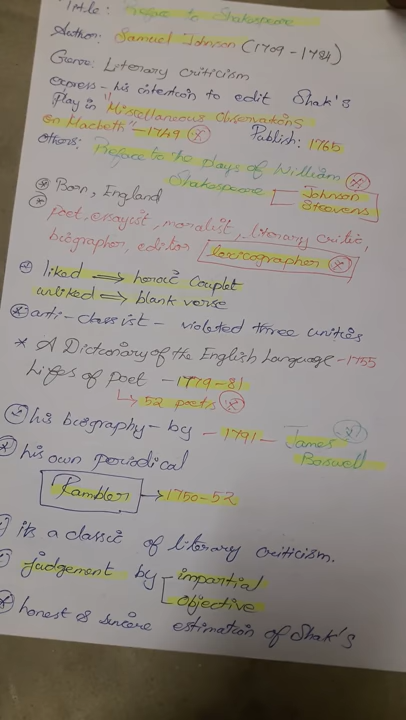 Title: Preface to Shakespeare
Author: Samuel Johnson (1709-1784)
Genre: Literary criticism
express - his intention to edit Shak's
play in "Miscellaneous Observations
on Macbeth" - 1749 Publish: 1765
Others: Preface to the plays of William
Shakespeare Johnson
Steevens
Born, England
poet, essayist, moralist, literary critic,
biographer, editor lexicographer
liked → horoic couplet
unliked → blank verse
anti-classist - violated three unities
* A Dictionary of the English Language - 1755
Lifes of Poet - 1779-81
↳ 52 poets
his biography - by - 1791 - James
Boswell
his own periodical
Rambler → 1750-52
its a classic of literary criticism.
judgement by impartial
objective
honest & sincere estimation of Shak's